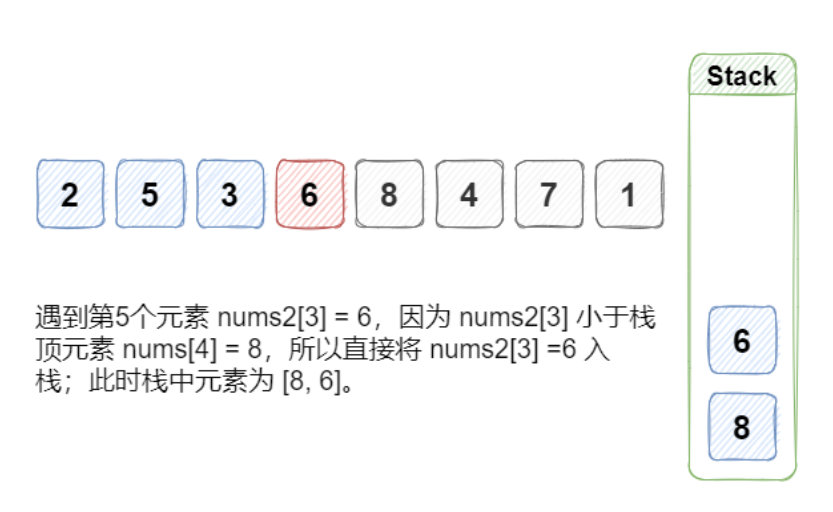 Stack
2 5 3 6 8 4 7 1
遇到第5个元素 nums2[3] = 6，因为 nums2[3] 小于栈
顶元素 nums[4] = 8，所以直接将 nums2[3] =6 入
栈；此时栈中元素为 [8, 6]。
6
8